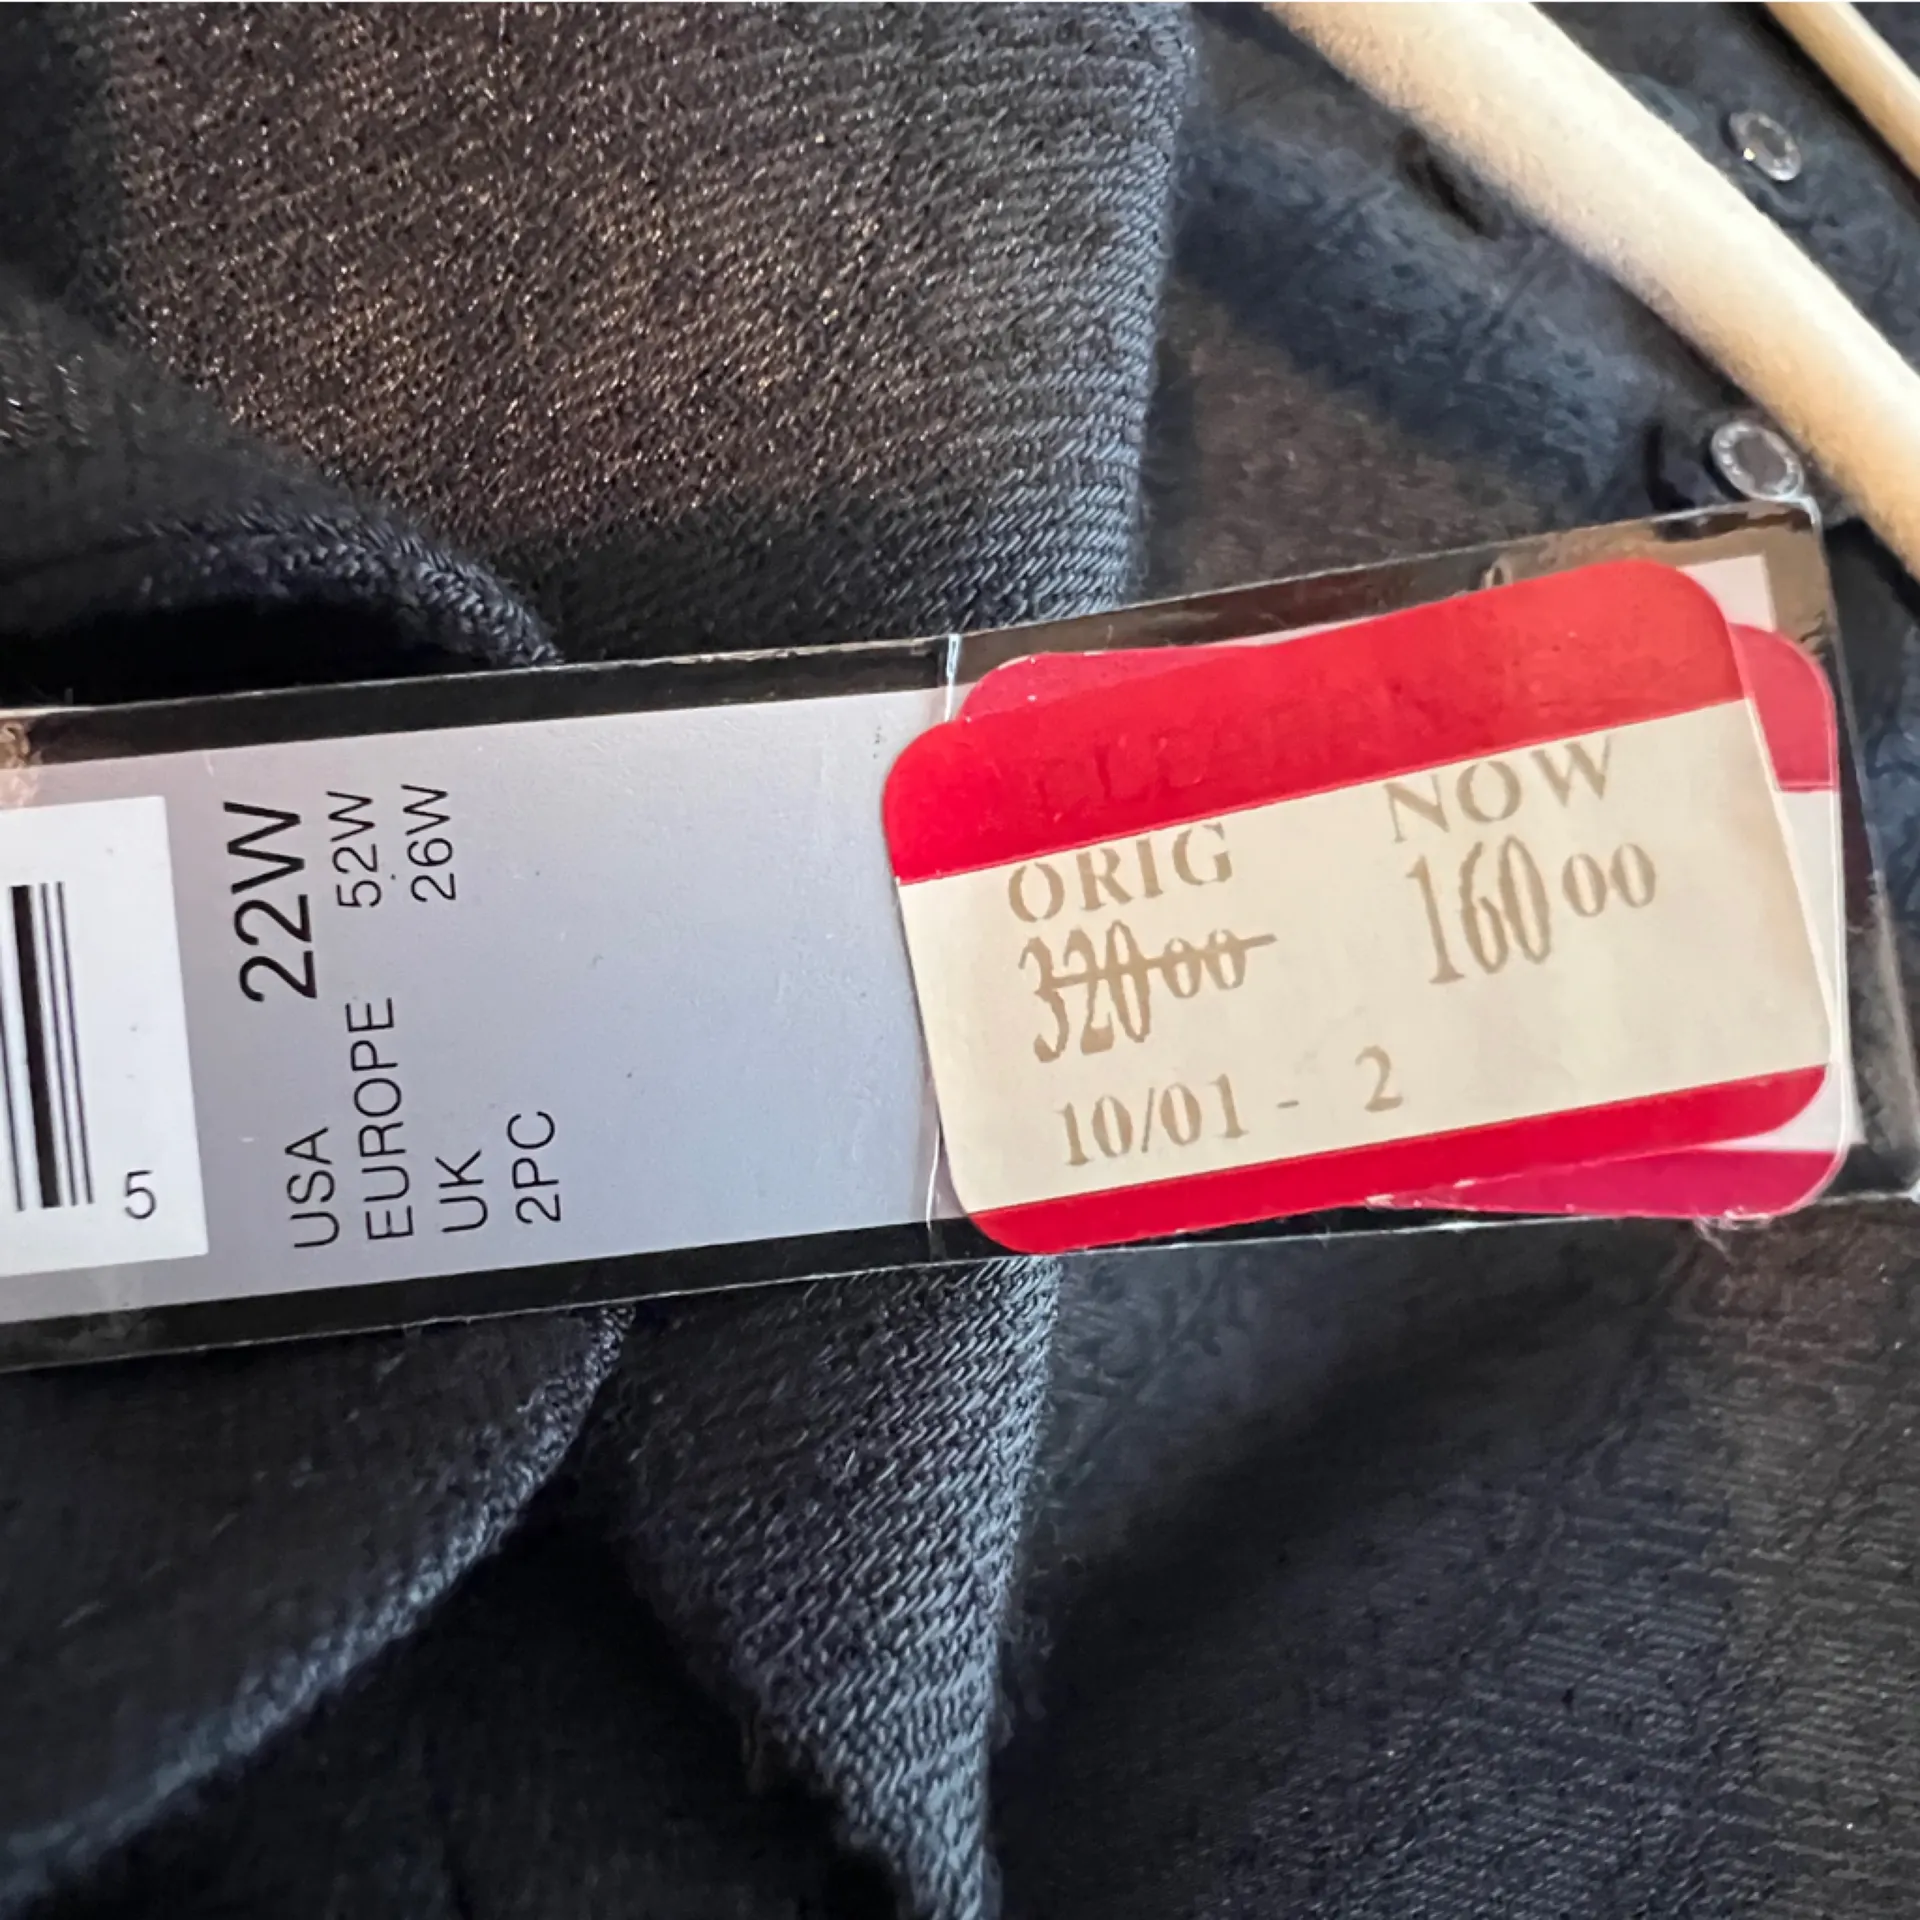 5
USA 22W
EUROPE 52W
UK 26W
2PC
ORIG NOW
320 00 160 00
10/01 - 2